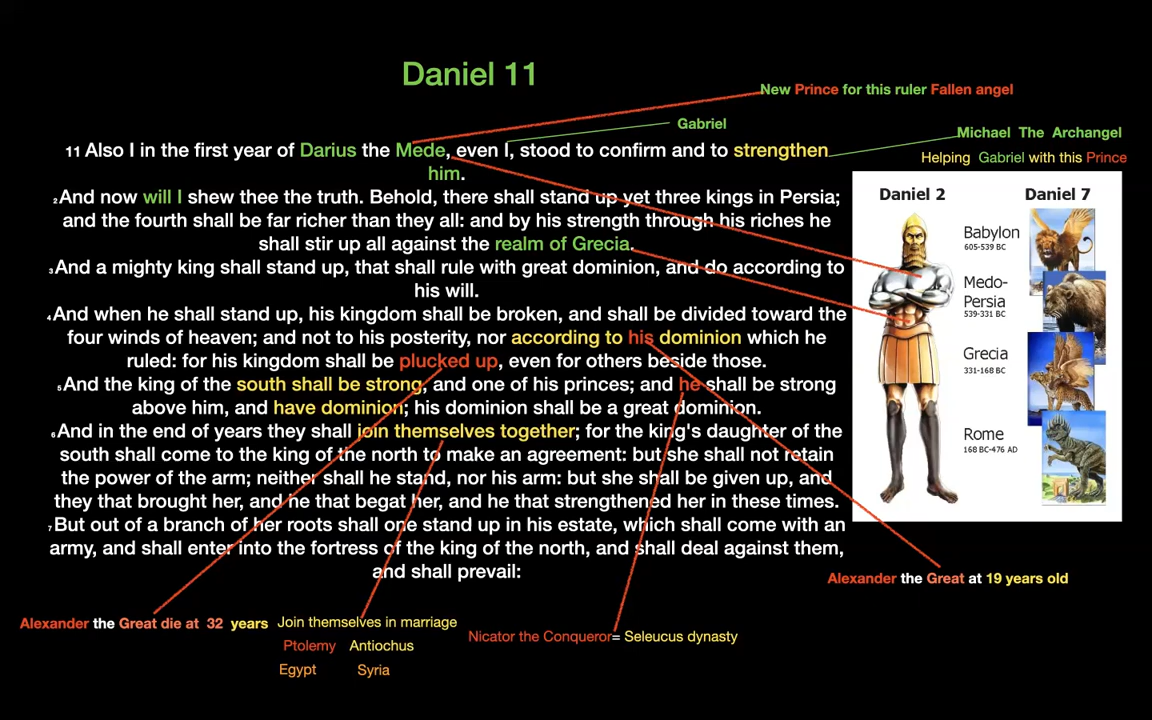 Daniel 11
New Prince for this ruler Fallen angel
Gabriel
Michael The Archangel
Helping Gabriel with this Prince
11 Also I in the first year of Darius the Mede, even I, stood to confirm and to strengthen
him.
2 And now will I shew thee the truth. Behold, there shall stand up yet three kings in Persia;
and the fourth shall be far richer than they all: and by his strength through his riches he
shall stir up all against the realm of Grecia.
3 And a mighty king shall stand up, that shall rule with great dominion, and do according to
his will.
4 And when he shall stand up, his kingdom shall be broken, and shall be divided toward the
four winds of heaven; and not to his posterity, nor according to his dominion which he
ruled: for his kingdom shall be plucked up, even for others beside those.
5 And the king of the south shall be strong, and one of his princes; and he shall be strong
above him, and have dominion; his dominion shall be a great dominion.
6 And in the end of years they shall join themselves together; for the king's daughter of the
south shall come to the king of the north to make an agreement: but she shall not retain
the power of the arm; neither shall he stand, nor his arm: but she shall be given up, and
they that brought her, and he that begat her, and he that strengthened her in these times.
7 But out of a branch of her roots shall one stand up in his estate, which shall come with an
army, and shall enter into the fortress of the king of the north, and shall deal against them,
and shall prevail:
Daniel 2 Daniel 7
Babylon
605-539 BC
Medo-
Persia
539-331 BC
Grecia
331-168 BC
Rome
168 BC-476 AD
Alexander the Great at 19 years old
Alexander the Great die at 32 years
Join themselves in marriage
Ptolemy Antiochus
Egypt Syria
Nicator the Conqueror= Seleucus dynasty